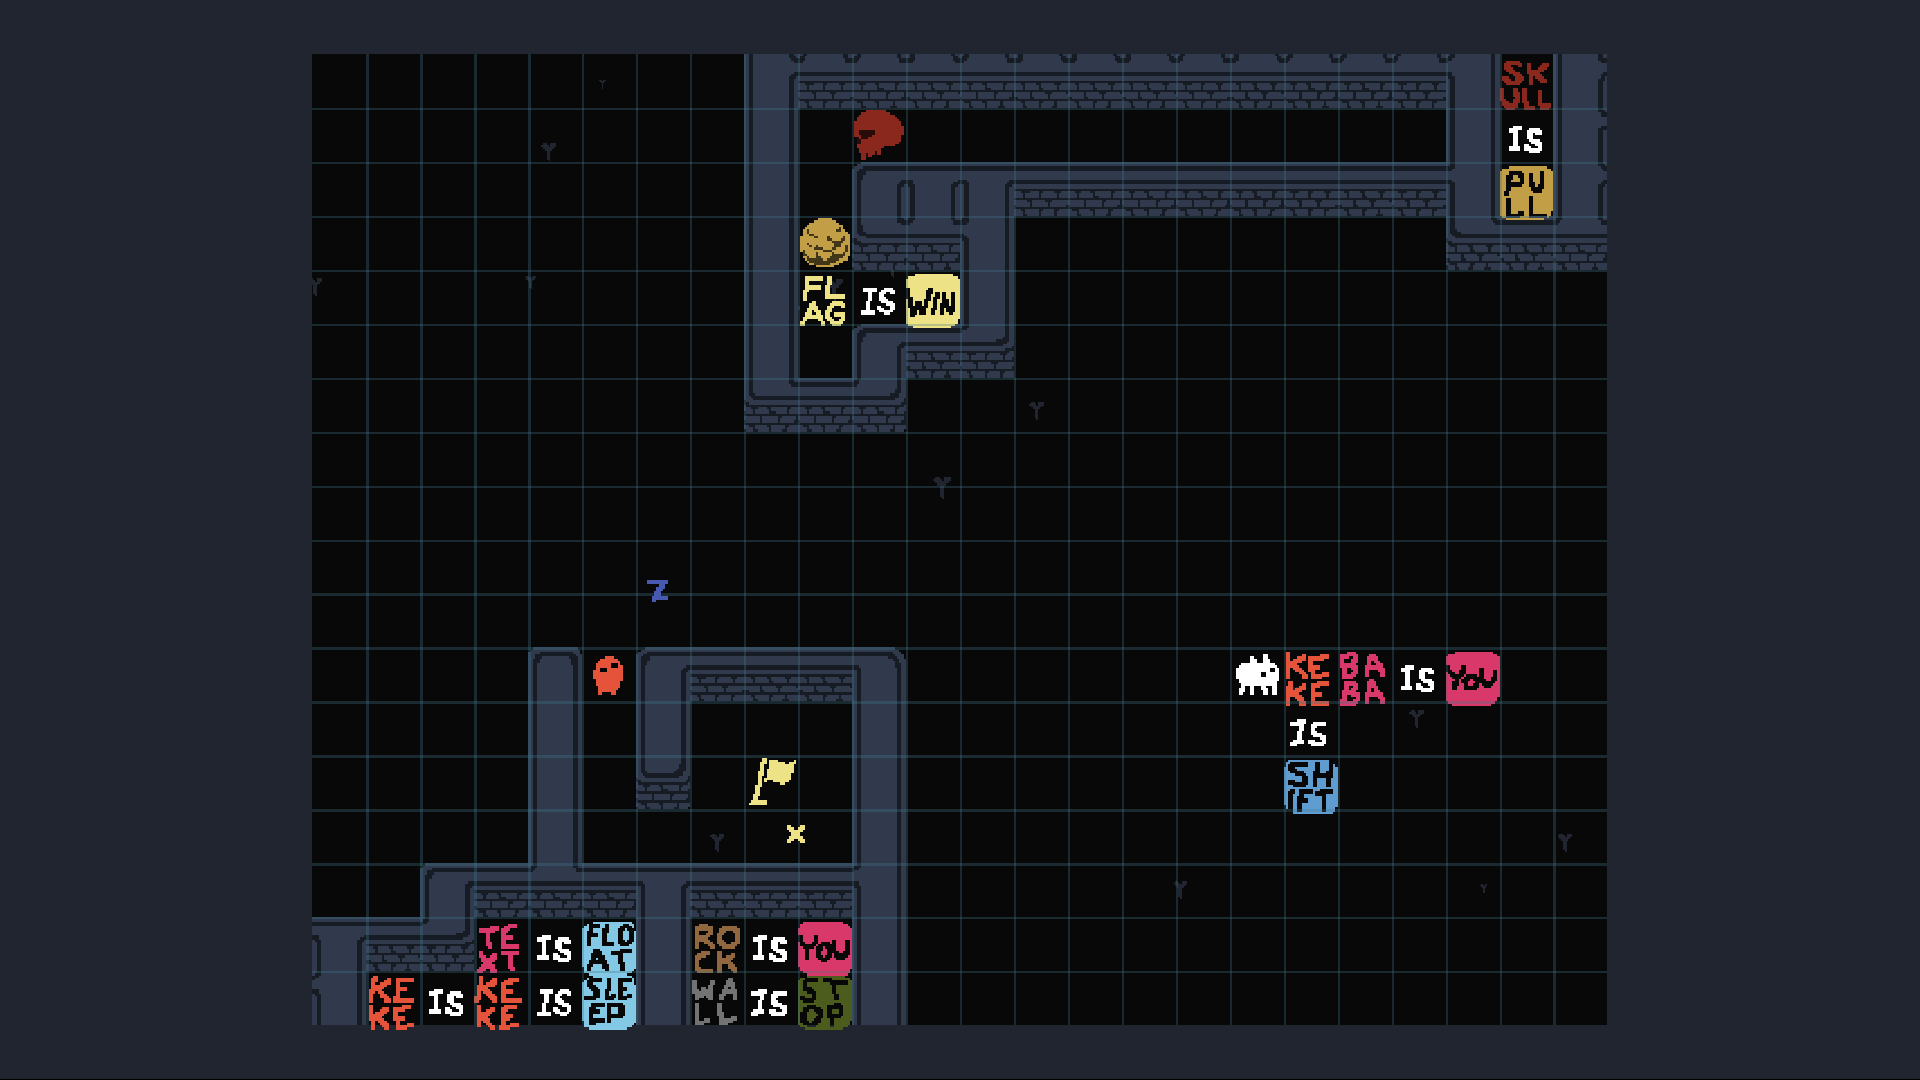 SKULL
IS
PULL
FLAG IS WIN
Z
KEKE BABA IS YOU
IS
SHIFT
TEXT IS FLOAT ROCK IS YOU
KEKE IS KEKE IS SLEEP WALL IS STOP